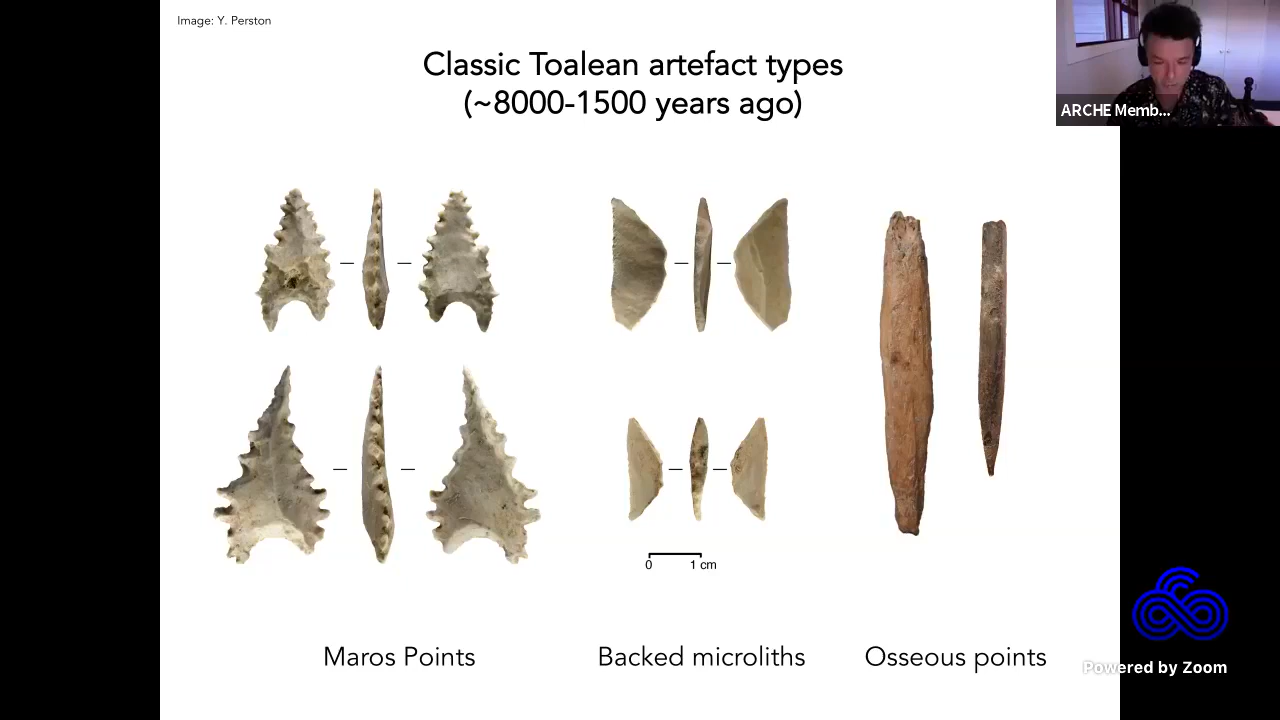 Image: Y. Perston
Classic Toalean artefact types
(~8000-1500 years ago)
ARCHE Memb...
0 1 cm
Maros Points
Backed microliths
Osseous points
Powered by Zoom